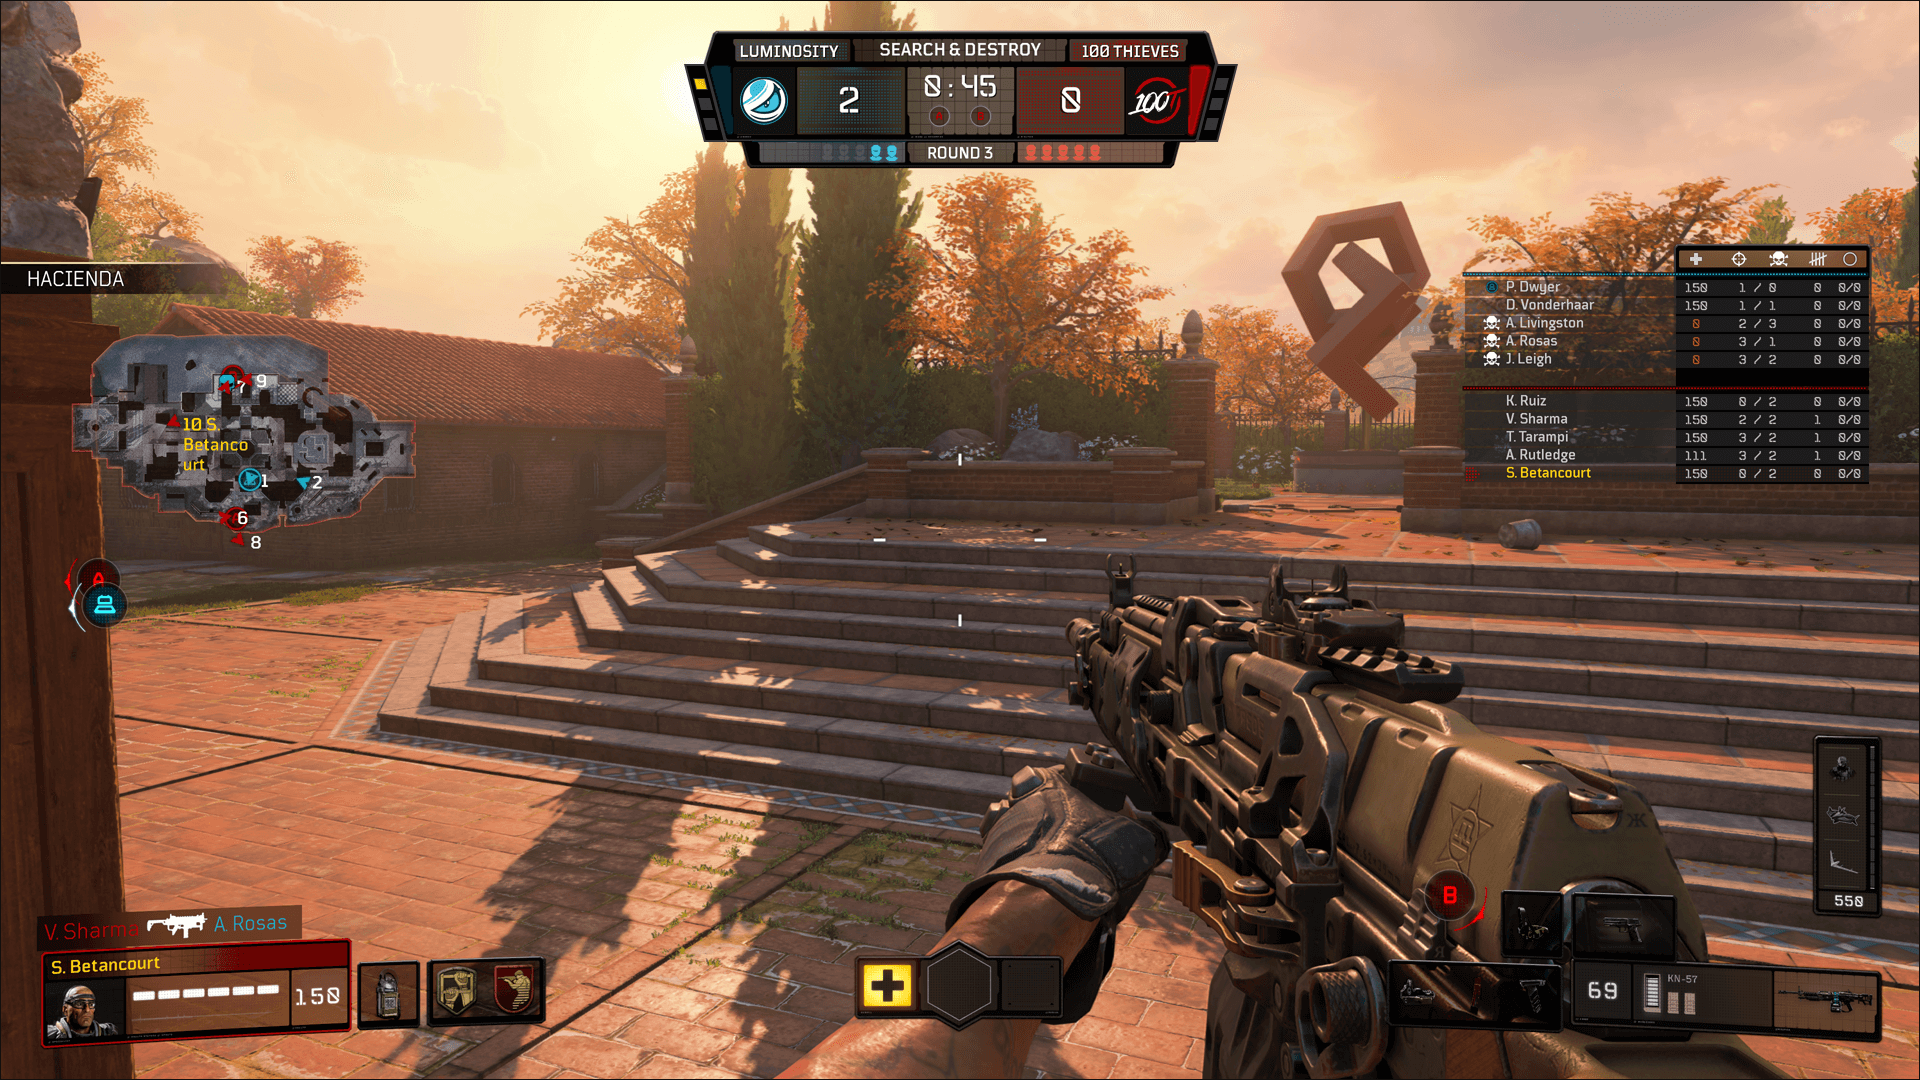 LUMINOSITY
SEARCH & DESTROY
100 THIEVES
2
0:45
0
100T
A
B
ROUND 3
HACIENDA
7
9
10 S.
Betanco
urt
1
2
6
8
A
P. Dwyer 150 1 / 0 0 0/0
D. Vonderhaar 150 1 / 1 0 0/0
A. Livingston 0 2 / 3 0 0/0
A. Rosas 0 3 / 1 0 0/0
J. Leigh 0 3 / 2 0 0/0
K. Ruiz 150 0 / 2 0 0/0
V. Sharma 150 2 / 2 1 0/0
T. Tarampi 150 3 / 2 1 0/0
A. Rutledge 111 3 / 2 1 0/0
S. Betancourt 150 0 / 2 0 0/0
550
B
V. Sharma A. Rosas
S. Betancourt
150
69
KN-57